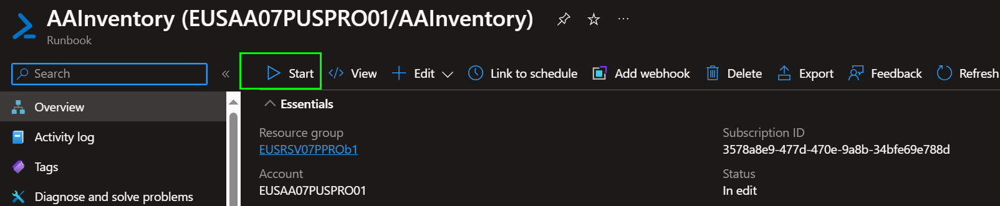 AAInventory (EUSAA07PUSPRO01/AAInventory)
Runbook
Search
Start View Edit Link to schedule Add webhook Delete Export Feedback Refresh
Overview
Activity log
Tags
Diagnose and solve problems
Essentials
Resource group
EUSRSV07PPROb1
Account
EUSAA07PUSPRO01
Subscription ID
3578a8e9-477d-470e-9a8b-34bfe69e788d
Status
In edit